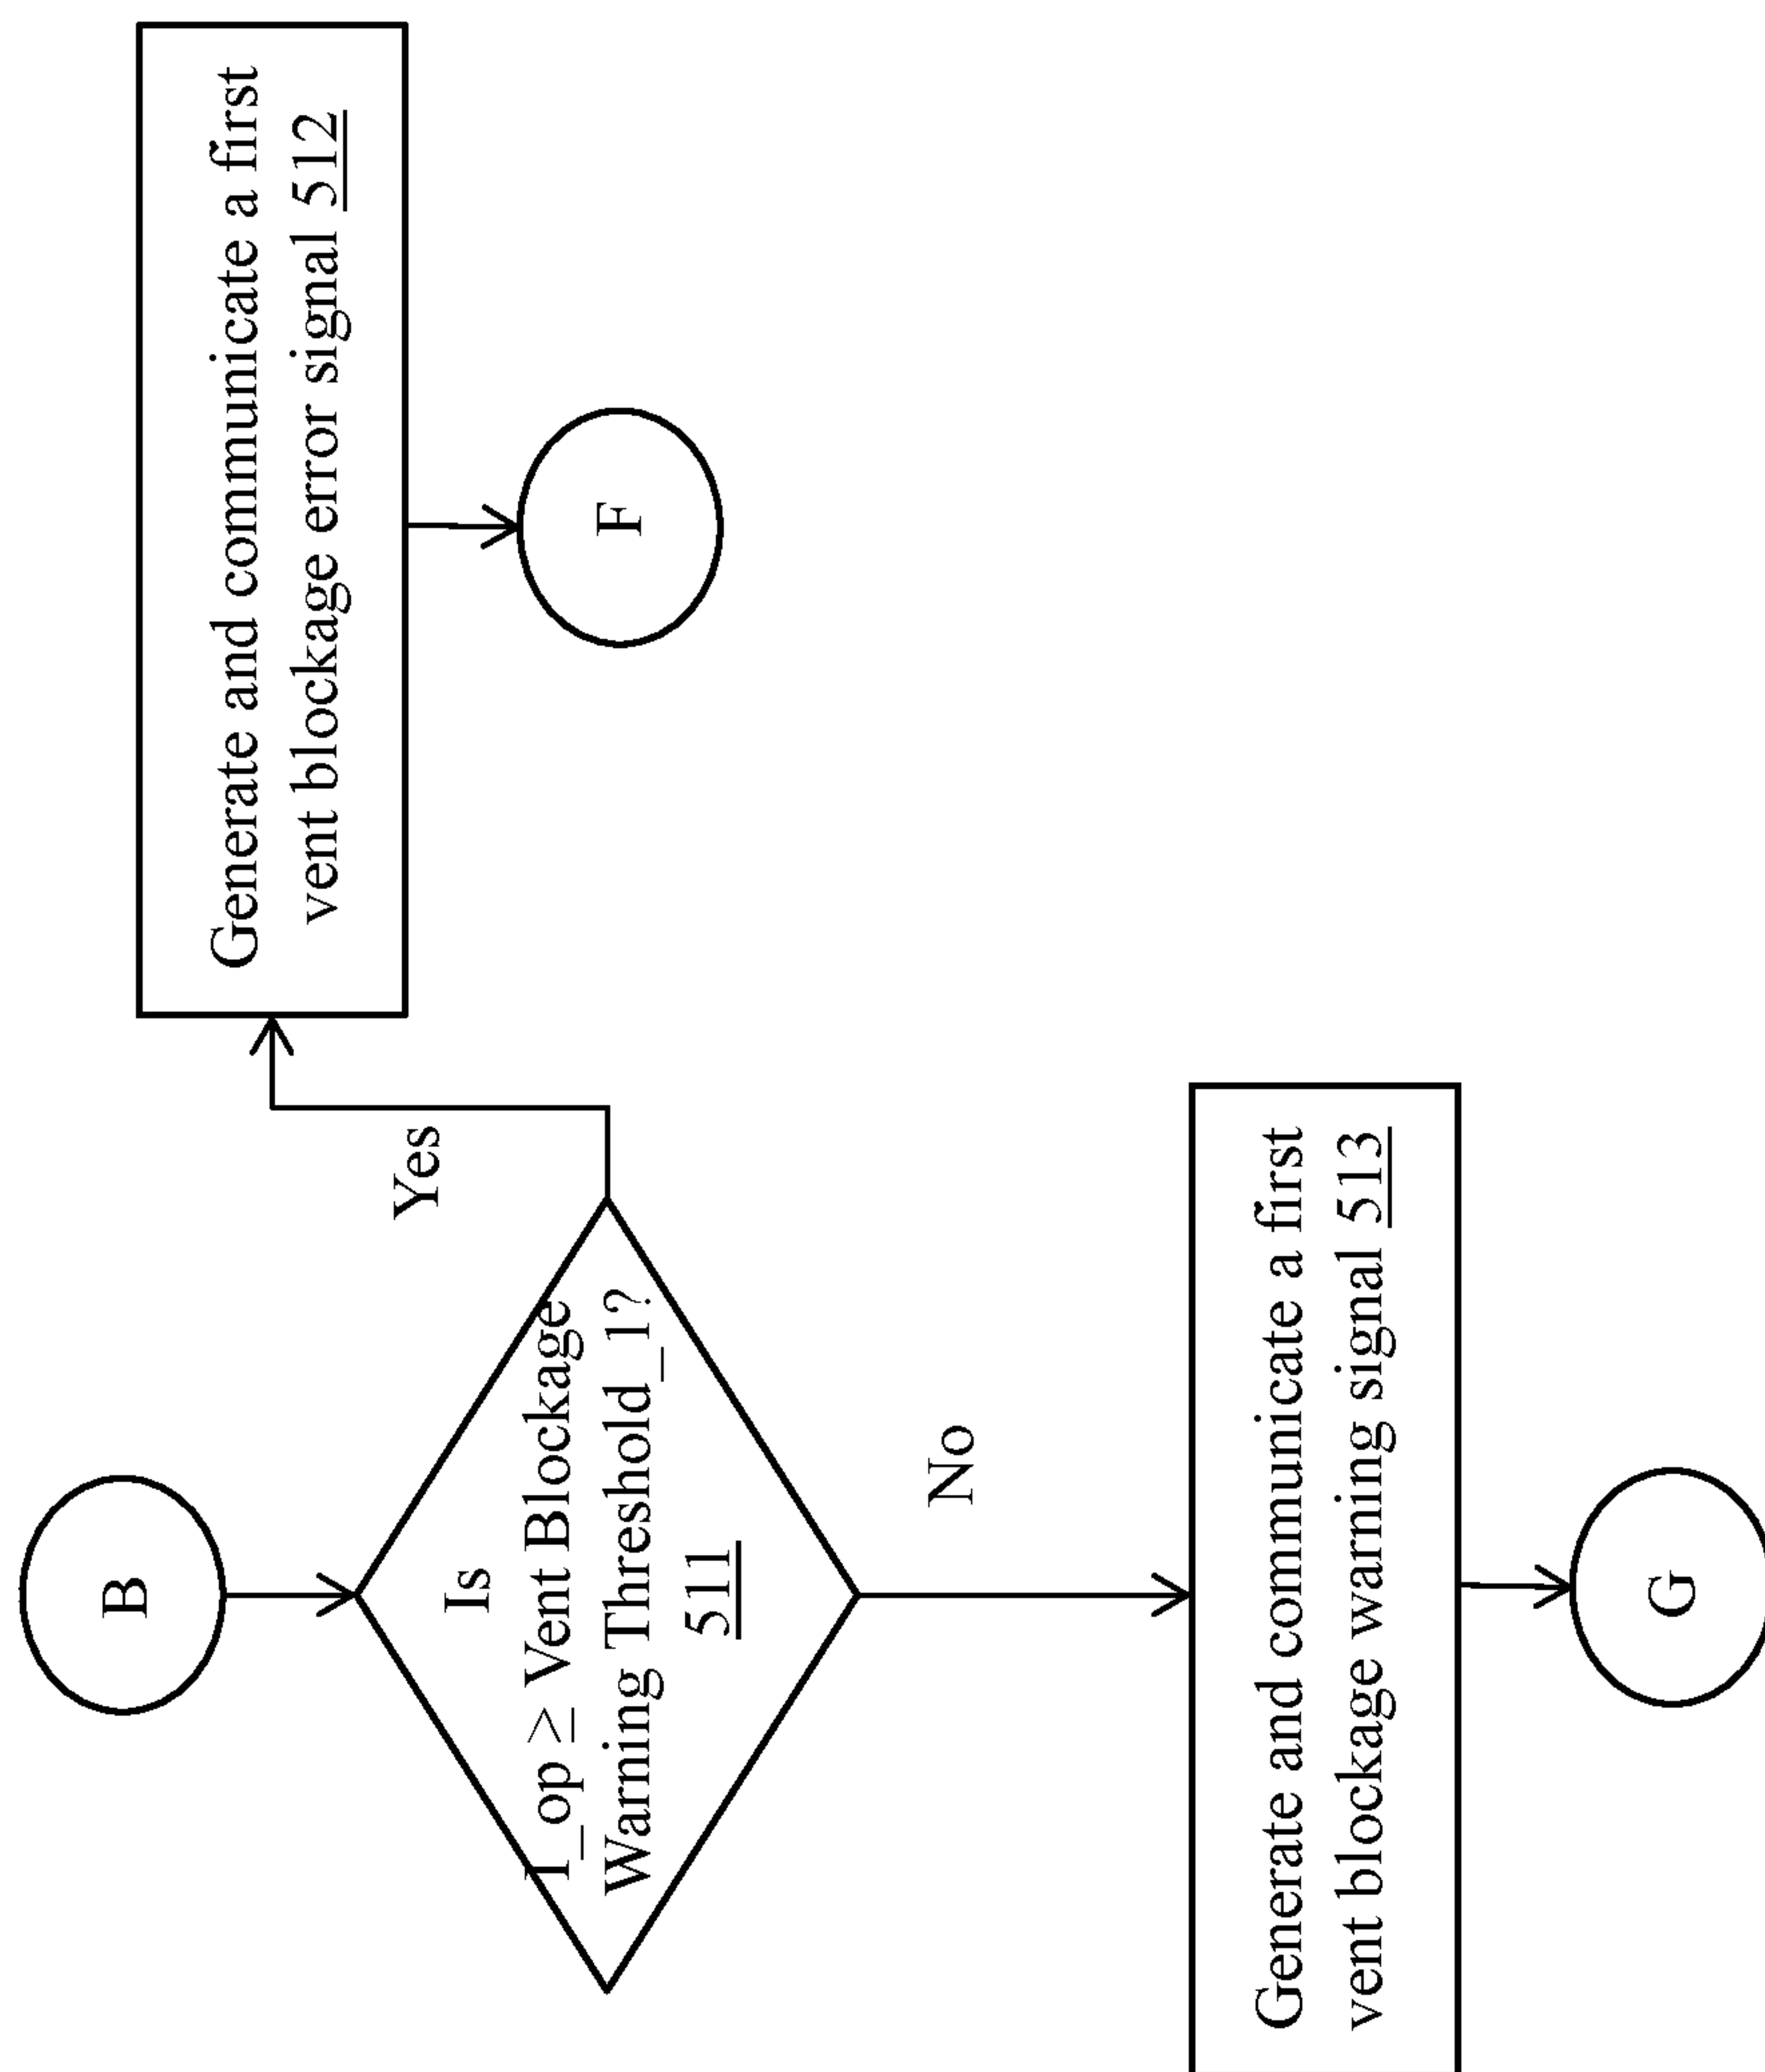 B
Is
I_op ≥ Vent Blockage
Warning Threshold_1?
511
Yes
Generate and communicate a first
vent blockage error signal 512
F
No
Generate and communicate a first
vent blockage warning signal 513
G